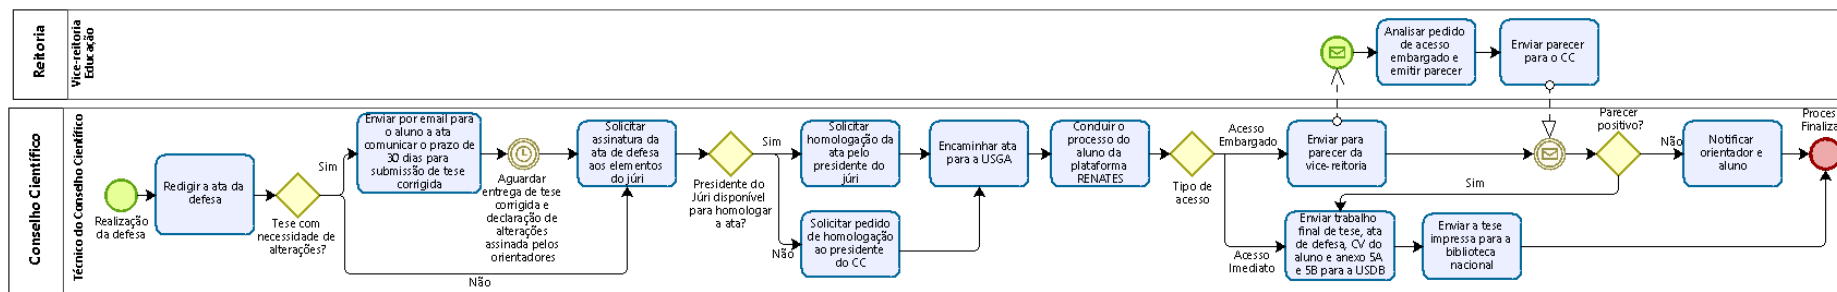 Reitoria
Vice-reitoria
Educação
Analisar pedido
de acesso
embargado e
emitir parecer
Enviar parecer
para o CC
Conselho Científico
Técnico do Conselho Científico
Realização
da defesa
Redigir a ata da
defesa
Tese com
necessidade de
alterações?
Sim
Não
Enviar por email para
o aluno a ata
comunicar o prazo de
30 dias para
submissão de tese
corrigida
Aguardar
entrega de tese
corrigida e
declaração de
alterações
assinada pelos
orientadores
Solicitar
assinatura da
ata de defesa
aos elementos
do júri
Presidente do
Júri disponível
para homologar
a ata?
Sim
Não
Solicitar
homologação da
ata pelo
presidente do
júri
Solicitar pedido
de homologação
ao presidente
do CC
Encaminhar ata
para a USGA
Conduir o
processo do
aluno da
plataforma
RENATES
Tipo de
acesso
Acesso
Embargado
Acesso
Imediato
Enviar para
parecer da
vice-reitoria
Parecer
positivo?
Não
Sim
Notificar
orientador e
aluno
Enviar trabalho
final de tese, ata
de defesa, CV do
aluno e anexo 5A
e 5B para a USDB
Enviar a tese
impressa para a
biblioteca
nacional
Proces
Finaliza